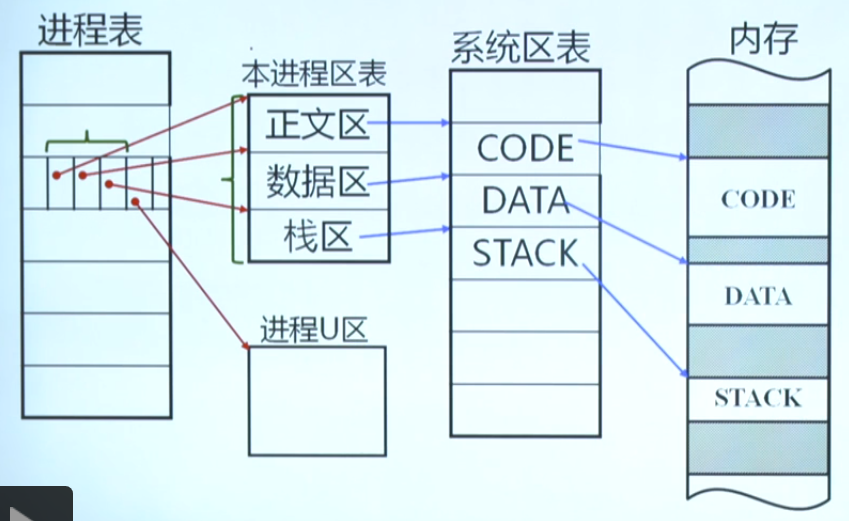 进程表
本进程区表
正文区
数据区
栈区
进程U区
系统区表
CODE
DATA
STACK
内存
CODE
DATA
STACK